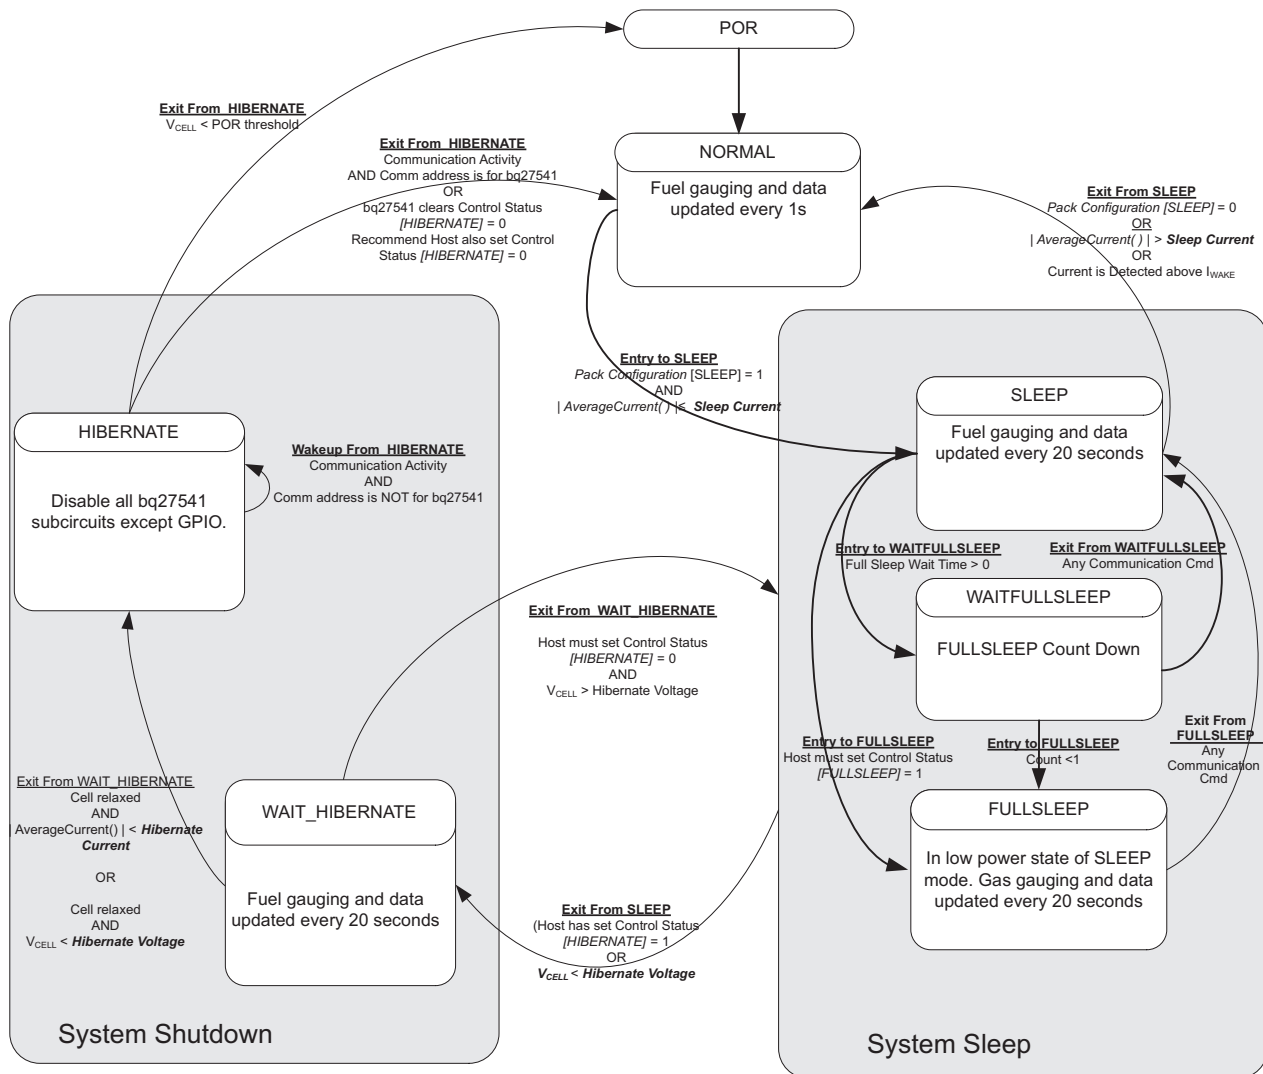 POR
Exit From HIBERNATE
VCELL < POR threshold
Exit From HIBERNATE
Communication Activity
AND Comm address is for bq27541
OR
bq27541 clears Control Status
[HIBERNATE] = 0
Recommend Host also set Control
Status [HIBERNATE] = 0
NORMAL
Fuel gauging and data
updated every 1s
Exit From SLEEP
Pack Configuration [SLEEP] = 0
OR
| AverageCurrent( ) | > Sleep Current
OR
Current is Detected above IWAKE
Entry to SLEEP
Pack Configuration [SLEEP] = 1
AND
| AverageCurrent( ) |≤ Sleep Current
HIBERNATE
Disable all bq27541
subcircuits except GPIO.
Wakeup From HIBERNATE
Communication Activity
AND
Comm address is NOT for bq27541
SLEEP
Fuel gauging and data
updated every 20 seconds
Entry to WAITFULLSLEEP
Full Sleep Wait Time > 0
Exit From WAITFULLSLEEP
Any Communication Cmd
WAITFULLSLEEP
FULLSLEEP Count Down
Exit From WAIT_HIBERNATE
Host must set Control Status
[HIBERNATE] = 0
AND
VCELL > Hibernate Voltage
Entry to FULLSLEEP
Host must set Control Status
[FULLSLEEP] = 1
Entry to FULLSLEEP
Count <1
Exit From
FULLSLEEP
Any
Communication
Cmd
FULLSLEEP
In low power state of SLEEP
mode. Gas gauging and data
updated every 20 seconds
Exit From WAIT_HIBERNATE
Cell relaxed
AND
| AverageCurrent() | < Hibernate
Current
OR
Cell relaxed
AND
VCELL < Hibernate Voltage
WAIT_HIBERNATE
Fuel gauging and data
updated every 20 seconds
Exit From SLEEP
(Host has set Control Status
[HIBERNATE] = 1
OR
VCELL < Hibernate Voltage
System Shutdown
System Sleep